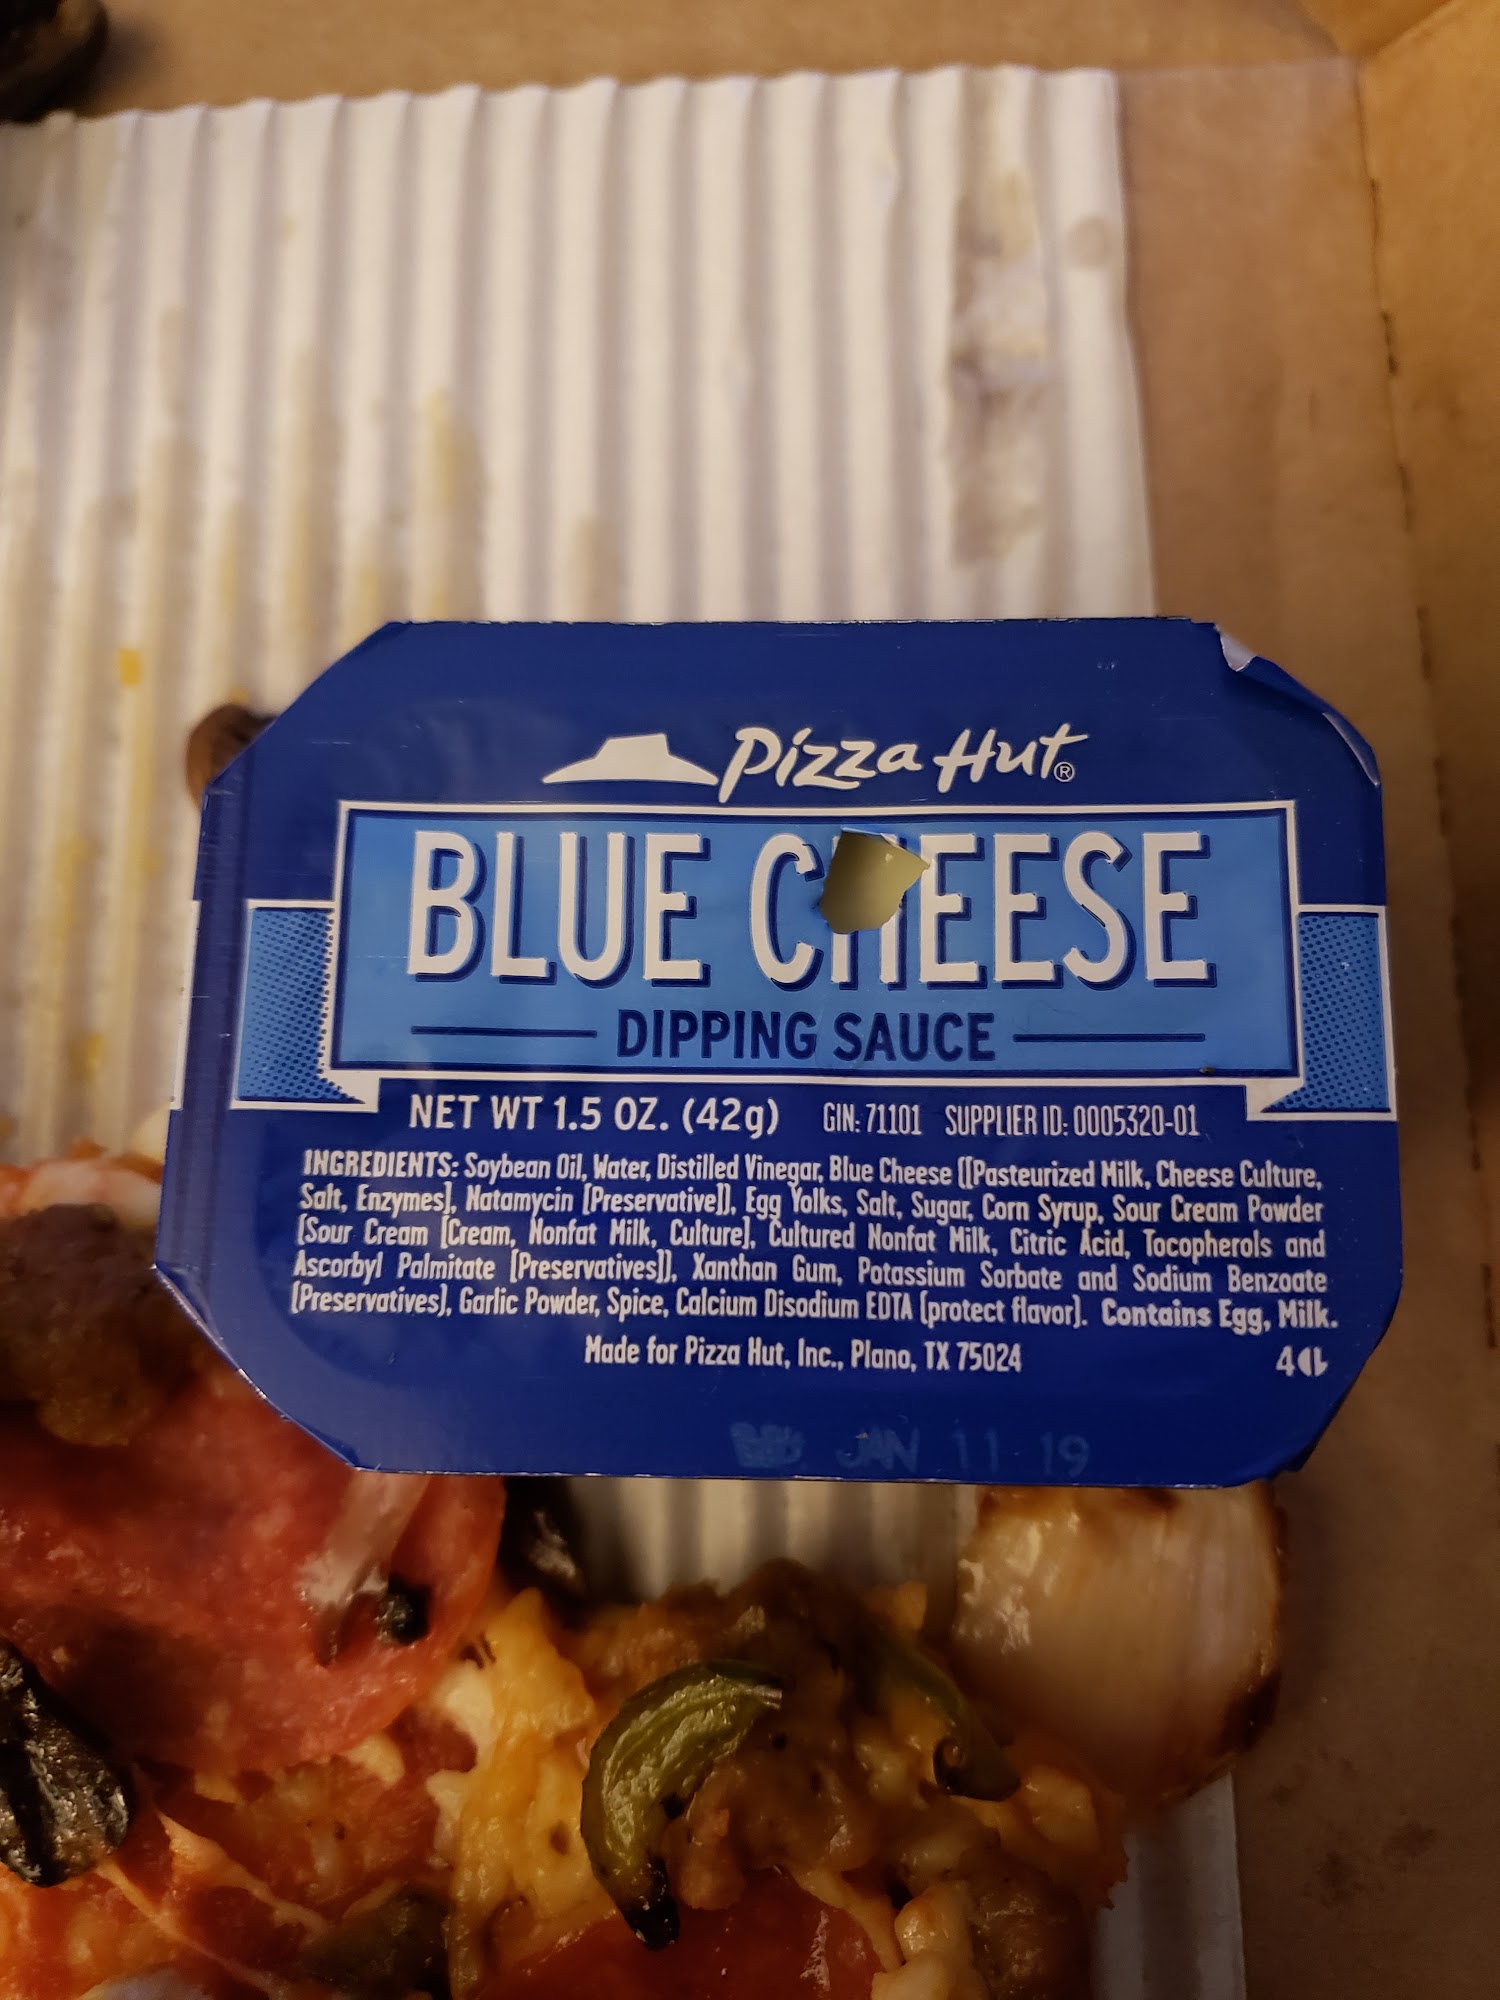 Pizza Hut®
BLUE CHEESE
DIPPING SAUCE
NET WT 1.5 OZ. (42g) GIN: 71101 SUPPLIER ID: 0005320-01
INGREDIENTS: Soybean Oil, Water, Distilled Vinegar, Blue Cheese ([Pasteurized Milk, Cheese Culture,
Salt, Enzymes], Natamycin [Preservative]), Egg Yolks, Salt, Sugar, Corn Syrup, Sour Cream Powder
(Sour Cream [Cream, Nonfat Milk, Culture], Cultured Nonfat Milk, Citric Acid, Tocopherols and
Ascorbyl Palmitate [Preservatives]), Xanthan Gum, Potassium Sorbate and Sodium Benzoate
(Preservatives), Garlic Powder, Spice, Calcium Disodium EDTA (protect flavor). Contains Egg, Milk.
Made for Pizza Hut, Inc., Plano, TX 75024
JAN 11 19